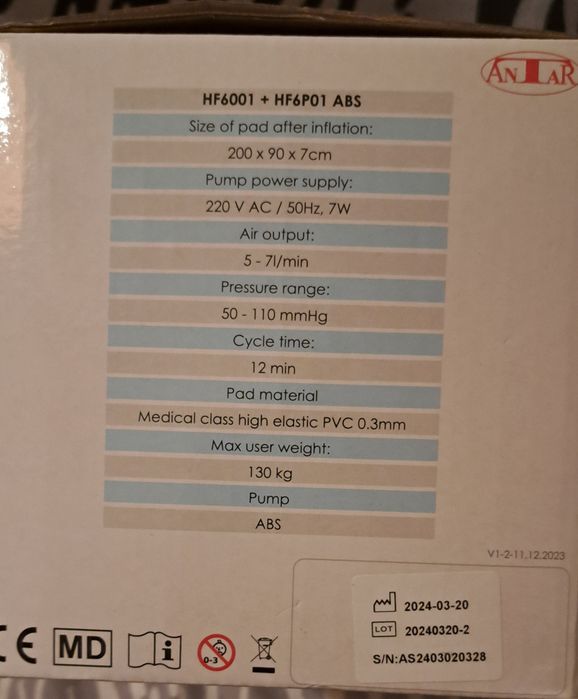 ANTAR
HF6001 + HF6P01 ABS
Size of pad after inflation:
200 x 90 x 7cm
Pump power supply:
220 V AC / 50Hz, 7W
Air output:
5 - 7l/min
Pressure range:
50 - 110 mmHg
Cycle time:
12 min
Pad material
Medical class high elastic PVC 0.3mm
Max user weight:
130 kg
Pump
ABS
V1-2-11.12.2023
2024-03-20
LOT 20240320-2
S/N:AS2403020328
CE MD i 0-3